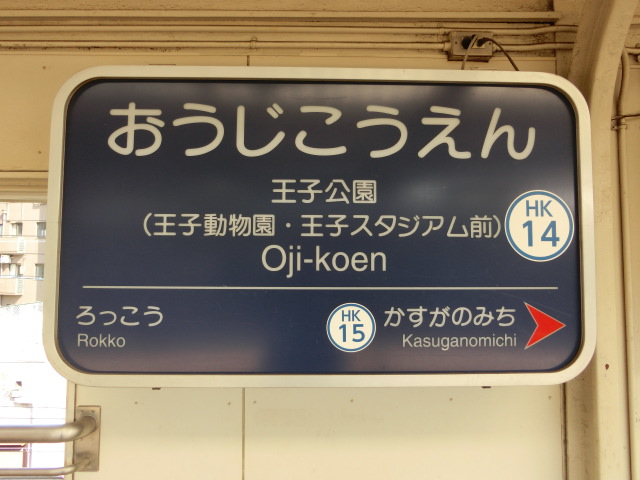 おうじこうえん
王子公園
（王子動物園・王子スタジアム前）
HK
14
Oji-koen
ろっこう
Rokko
HK
15
かすがのみち
Kasuganomichi